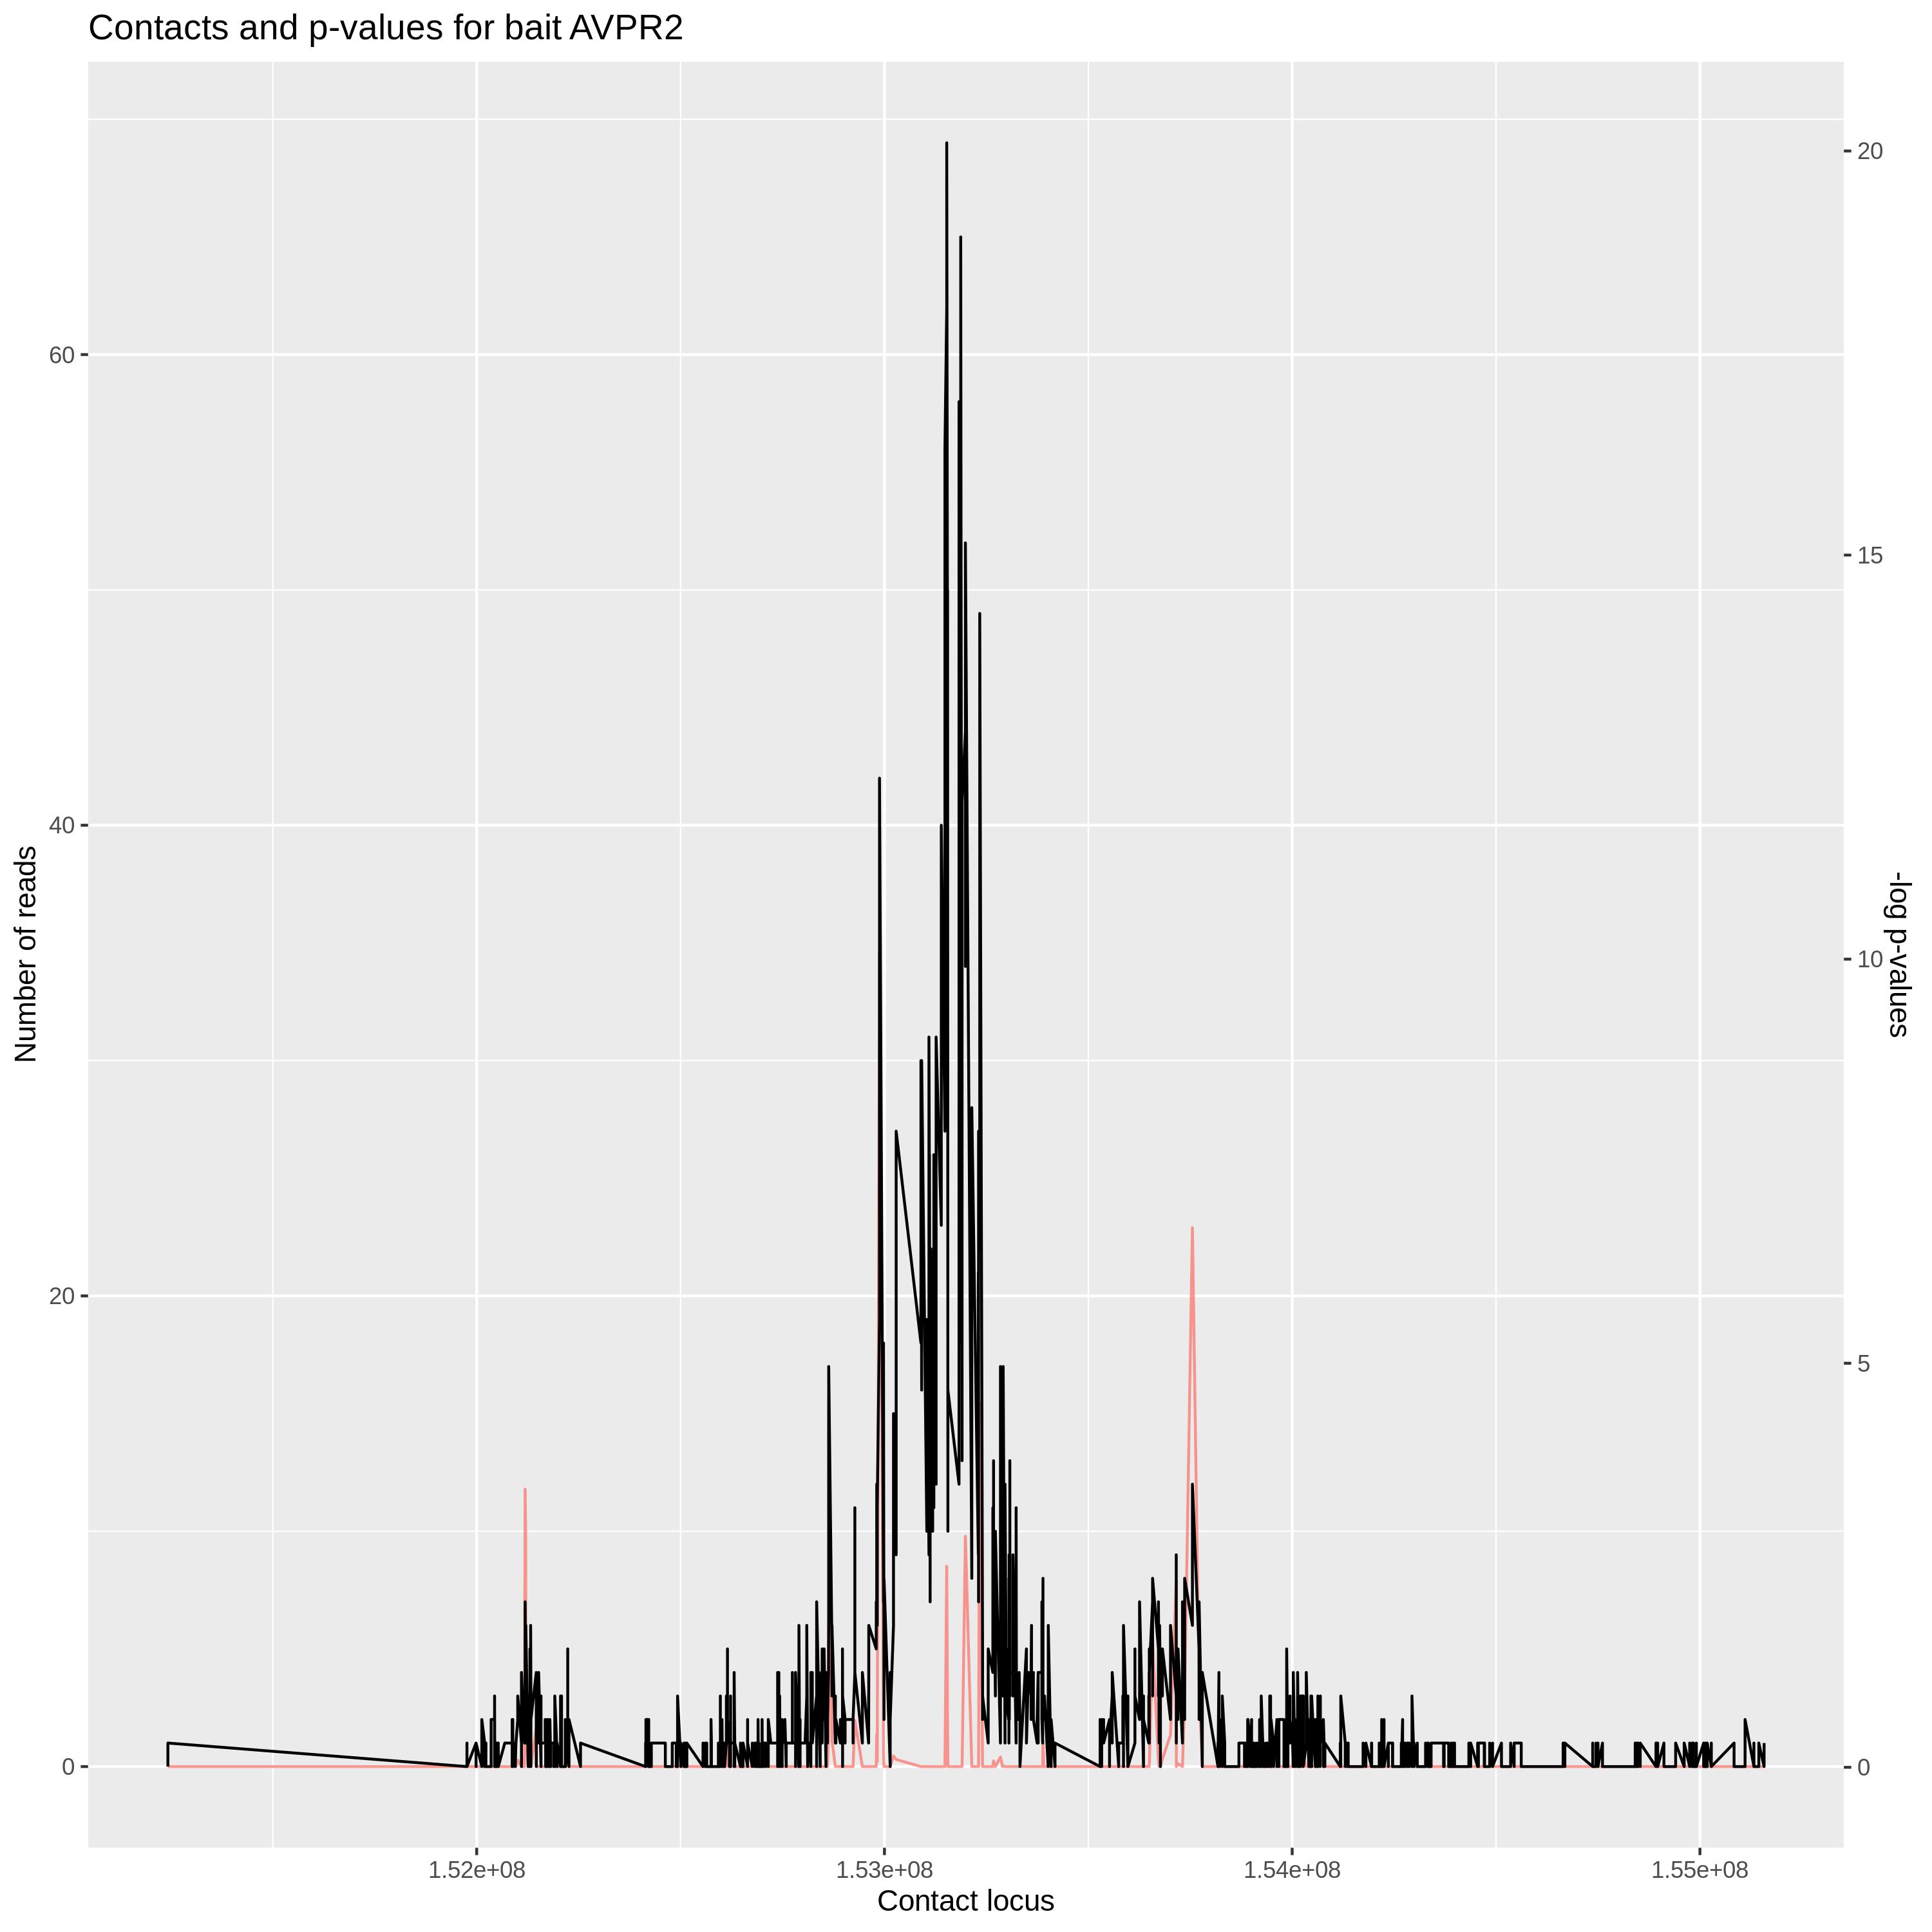 Contacts and p-values for bait AVPR2
Number of reads
60
40
20
0
20
15
10
5
0
-log p-values
1.52e+08
1.53e+08
1.54e+08
1.55e+08
Contact locus